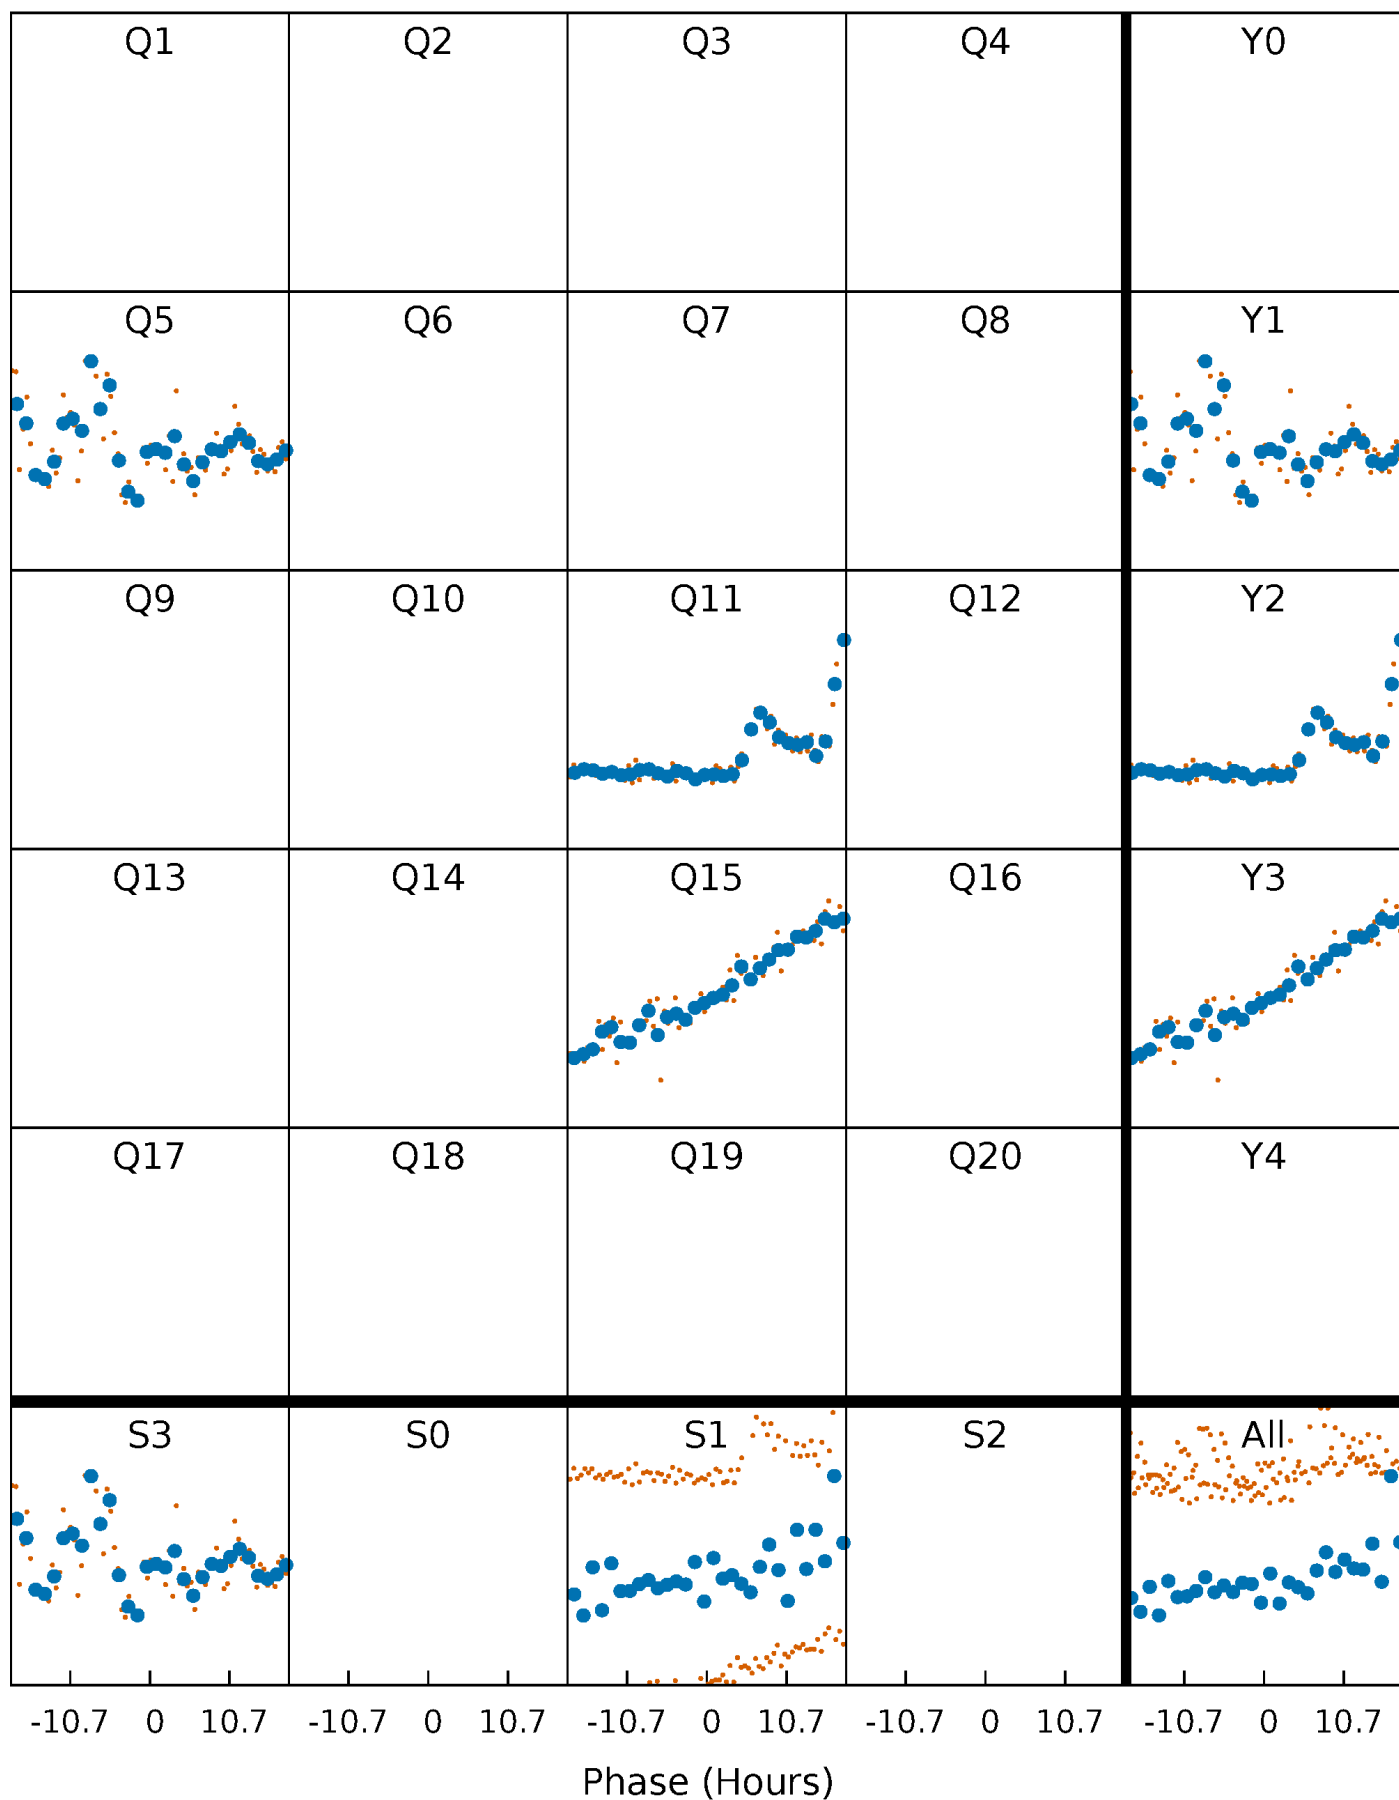 Q1 Q2 Q3 Q4 Y0
Q5 Q6 Q7 Q8 Y1
Q9 Q10 Q11 Q12 Y2
Q13 Q14 Q15 Q16 Y3
Q17 Q18 Q19 Q20 Y4
S3 S0 S1 S2 All
-10.7 0 10.7 -10.7 0 10.7 -10.7 0 10.7 -10.7 0 10.7 -10.7 0 10.7
Phase (Hours)